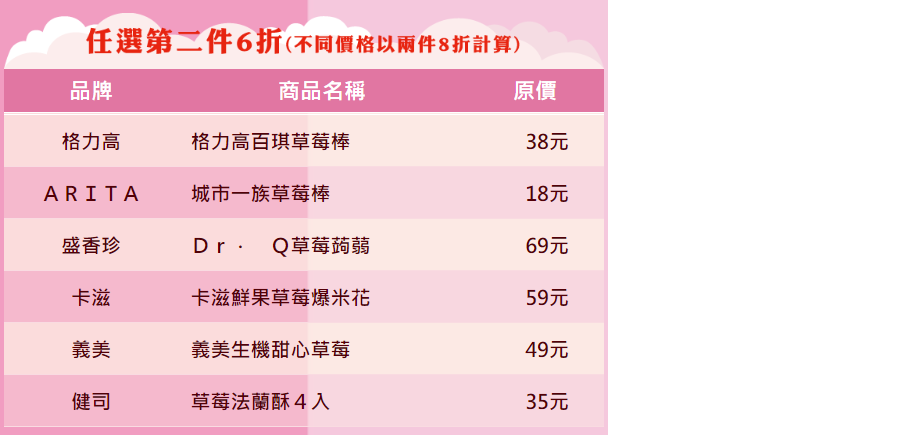 任選第二件6折(不同價格以兩件8折計算)
品牌 商品名稱 原價
格力高 格力高百琪草莓棒 38元
ＡＲＩＴＡ 城市一族草莓棒 18元
盛香珍 Ｄｒ．　Ｑ草莓蒟蒻 69元
卡滋 卡滋鮮果草莓爆米花 59元
義美 義美生機甜心草莓 49元
健司 草莓法蘭酥４入 35元